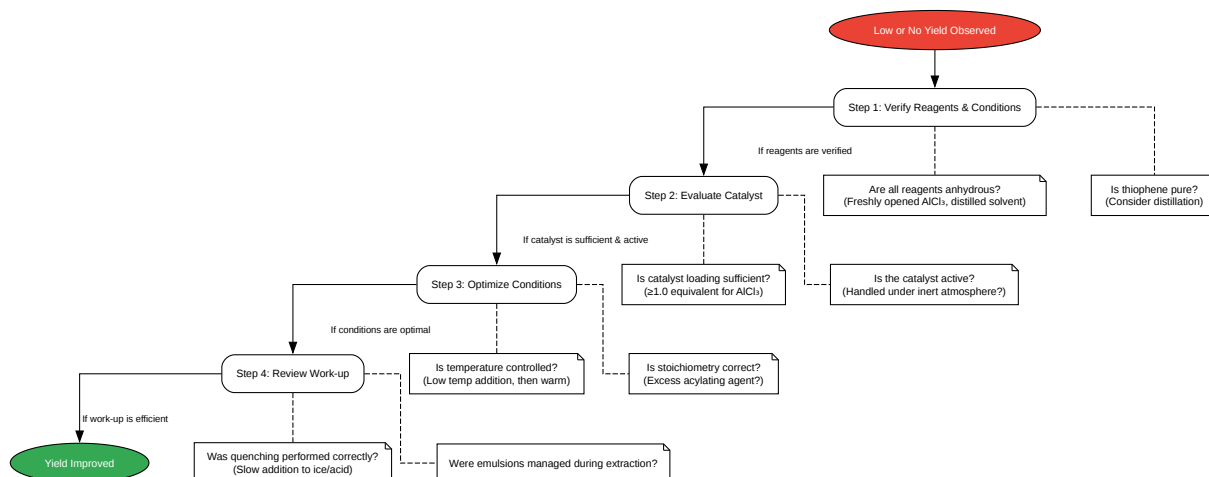 Low or No Yield Observed
Step 1: Verify Reagents & Conditions
If reagents are verified
Are all reagents anhydrous?
(Freshly opened AlCl₃, distilled solvent)
Is thiophene pure?
(Consider distillation)
Step 2: Evaluate Catalyst
If catalyst is sufficient & active
Is catalyst loading sufficient?
(≥1.0 equivalent for AlCl₃)
Is the catalyst active?
(Handled under inert atmosphere?)
Step 3: Optimize Conditions
If conditions are optimal
Is temperature controlled?
(Low temp addition, then warm)
Is stoichiometry correct?
(Excess acylating agent?)
Step 4: Review Work-up
If work-up is efficient
Was quenching performed correctly?
(Slow addition to ice/acid)
Were emulsions managed during extraction?
Yield Improved